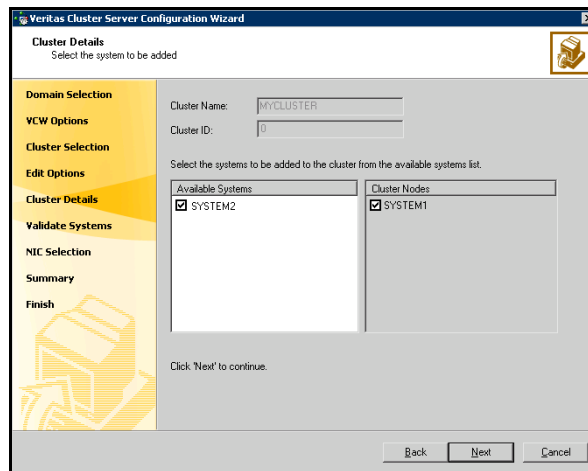 Veritas Cluster Server Configuration Wizard
Cluster Details
Select the system to be added
Domain Selection
VCW Options
Cluster Selection
Edit Options
Cluster Details
Validate Systems
NIC Selection
Summary
Finish
Cluster Name: MYCLUSTER
Cluster ID: 0
Select the systems to be added to the cluster from the available systems list.
Available Systems
SYSTEM2
Cluster Nodes
SYSTEM1
Click 'Next' to continue.
Back Next Cancel